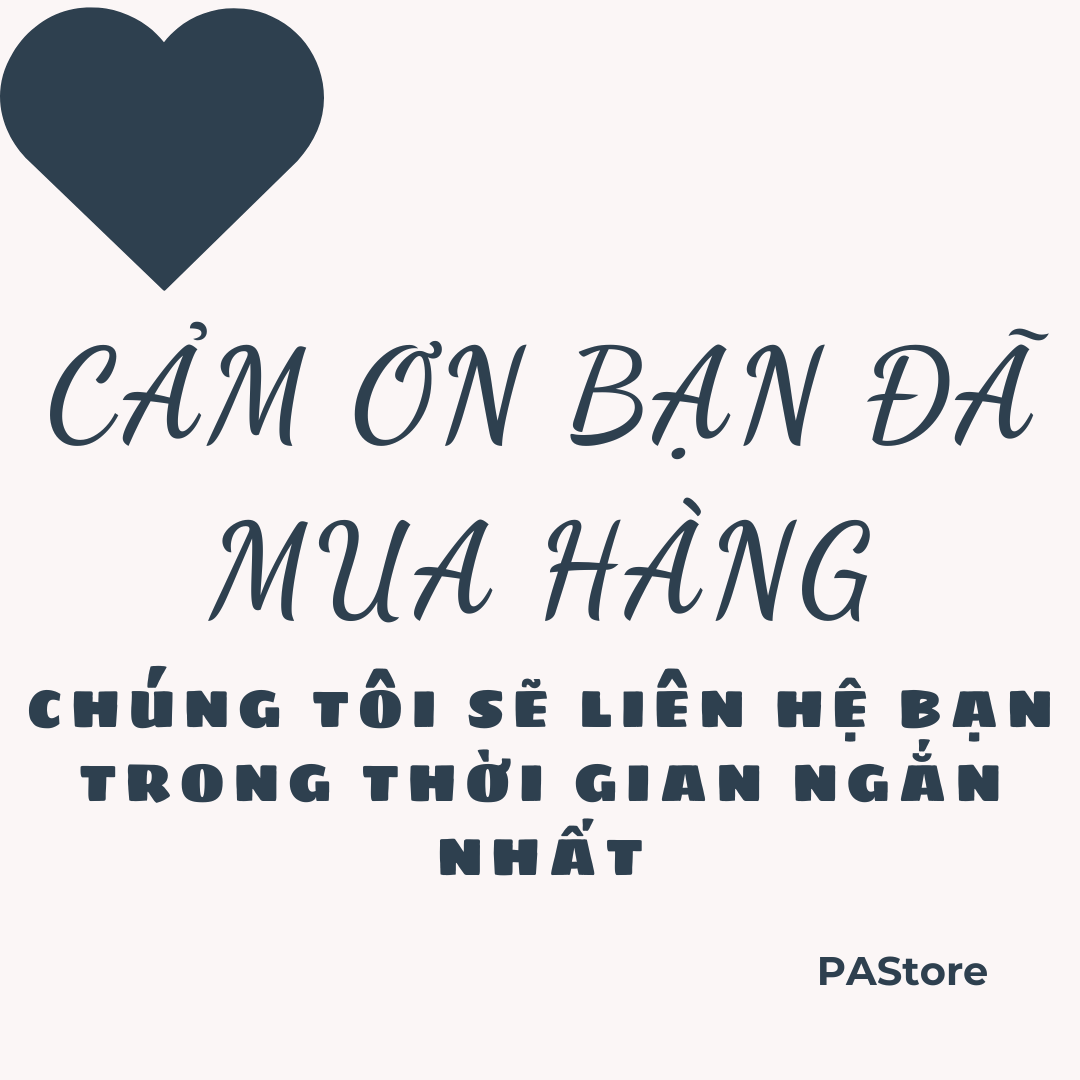 CẢM ƠN BẠN ĐÃ
MUA HÀNG
CHÚNG TÔI SẼ LIÊN HỆ BẠN
TRONG THỜI GIAN NGẮN
NHẤT
PAStore